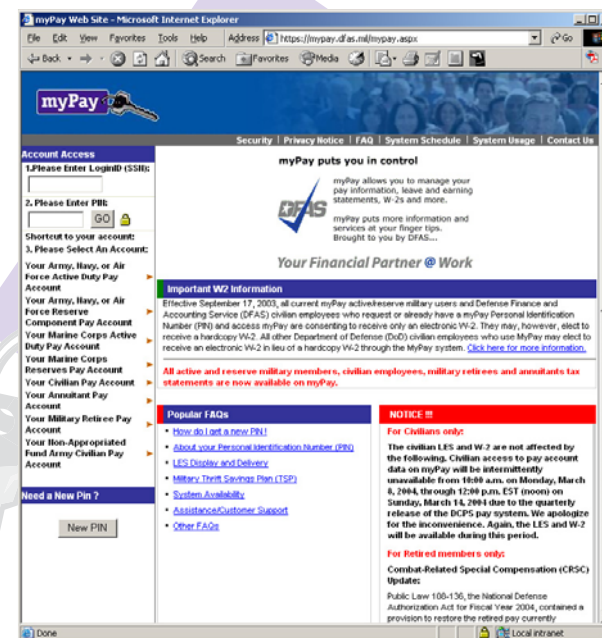 myPay Web Site - Microsoft Internet Explorer
File Edit View Favorites Tools Help Address https://mypay.dfas.mil/mypay.aspx Go
Back Search Favorites Media
myPay
Security | Privacy Notice | FAQ | System Schedule | System Usage | Contact Us
Account Access
1.Please Enter LoginID (SSN):
2. Please Enter PIN:
GO
Shortcut to your account:
3. Please Select An Account:
Your Army, Navy, or Air
Force Active Duty Pay
Account
Your Army, Navy, or Air
Force Reserve
Component Pay Account
Your Marine Corps Active
Duty Pay Account
Your Marine Corps
Reserves Pay Account
Your Civilian Pay Account
Your Annuitant Pay
Account
Your Military Retiree Pay
Account
Your Non-Appropriated
Fund Army Civilian Pay
Account
Need a New Pin ?
New PIN
myPay puts you in control
DFAS
myPay allows you to manage your
pay information, leave and earning
statements, W-2s and more.
myPay puts more information and
services at your finger tips.
Brought to you by DFAS...
Your Financial Partner @ Work
Important W2 Information
Effective September 17, 2003, all current myPay active/reserve military users and Defense Finance and
Accounting Service (DFAS) civilian employees who request or already have a myPay Personal Identification
Number (PIN) and access myPay are consenting to receive only an electronic W-2. They may, however, elect to
receive a hardcopy W-2. All other Department of Defense (DoD) civilian employees who use MyPay may elect to
receive an electronic W-2 in lieu of a hardcopy W-2 through the MyPay system. Click here for more information.
All active and reserve military members, civilian employees, military retirees and annuitants tax
statements are now available on myPay.
Popular FAQs
• How do I get a new PIN!
• About your Personal Identification Number (PIN)
• LES Display and Delivery
• Military Thrift Savings Plan (TSP)
• System Availability
• Assistance/Customer Support
• Other FAQs
NOTICE !!!
For Civilians only:
The civilian LES and W-2 are not affected by
the following. Civilian access to pay account
data on myPay will be intermittently
unavailable from 10:00 a.m. on Monday, March
8, 2004, through 12:00 p.m. EST (noon) on
Sunday, March 14, 2004 due to the quarterly
release of the DCPS pay system. We apologize
for the inconvenience. Again, the LES and W-2
will be available during this period.
For Retired members only:
Combat-Related Special Compensation (CRSC)
Update:
Public Law 108-136, the National Defense
Authorization Act for Fiscal Year 2004, contained a
provision to restore the retired pay currently
Done
Local intranet